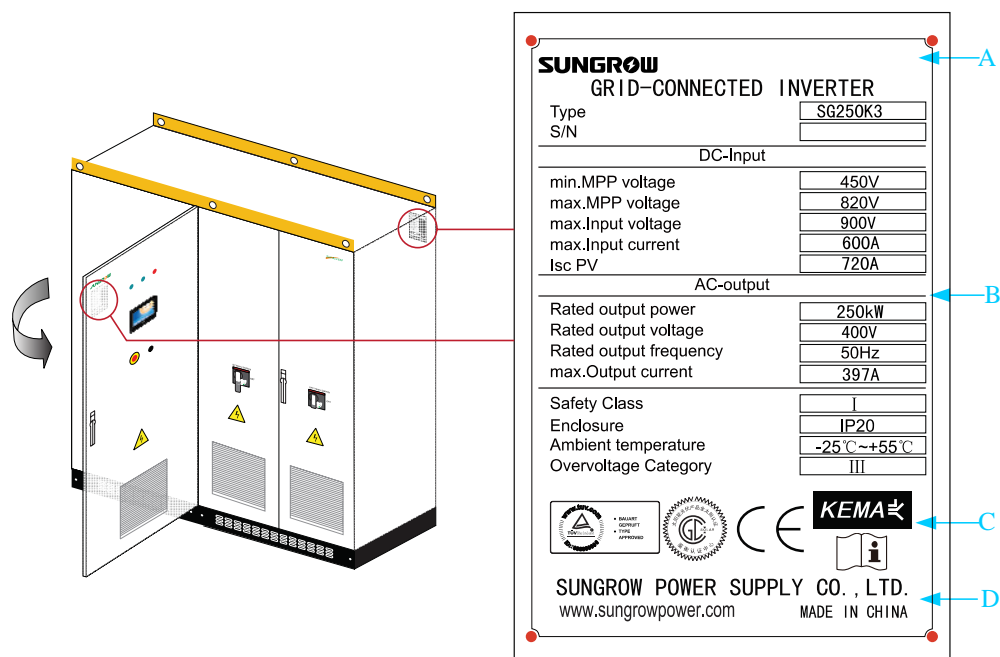 SUNGROW
GRID-CONNECTED INVERTER
Type SG250K3
S/N
DC-Input
min.MPP voltage 450V
max.MPP voltage 820V
max.Input voltage 900V
max.Input current 600A
Isc PV 720A
AC-output
Rated output power 250kW
Rated output voltage 400V
Rated output frequency 50Hz
max.Output current 397A
Safety Class I
Enclosure IP20
Ambient temperature -25℃~+55℃
Overvoltage Category III
BAUART
GEPRUFT
TYPE
APPROVED
CE
KEMA
i
SUNGROW POWER SUPPLY CO.,LTD.
www.sungrowpower.com MADE IN CHINA
A
B
C
D